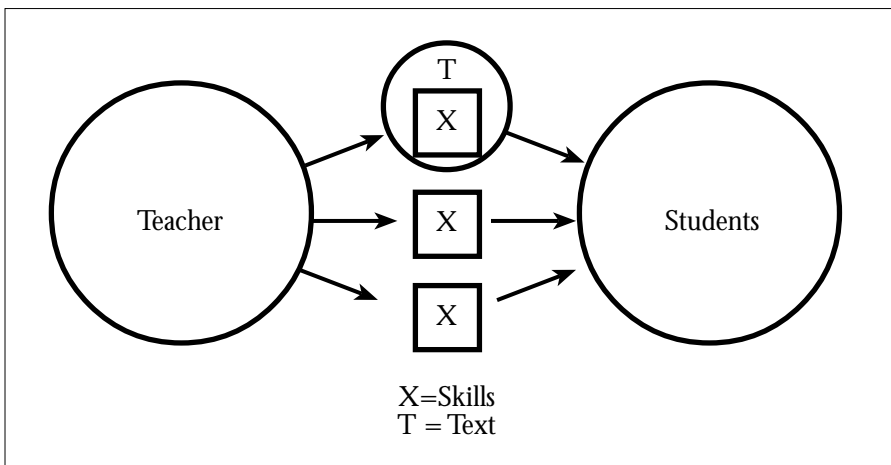 T
X
Teacher
X
Students
X
X=Skills
T = Text